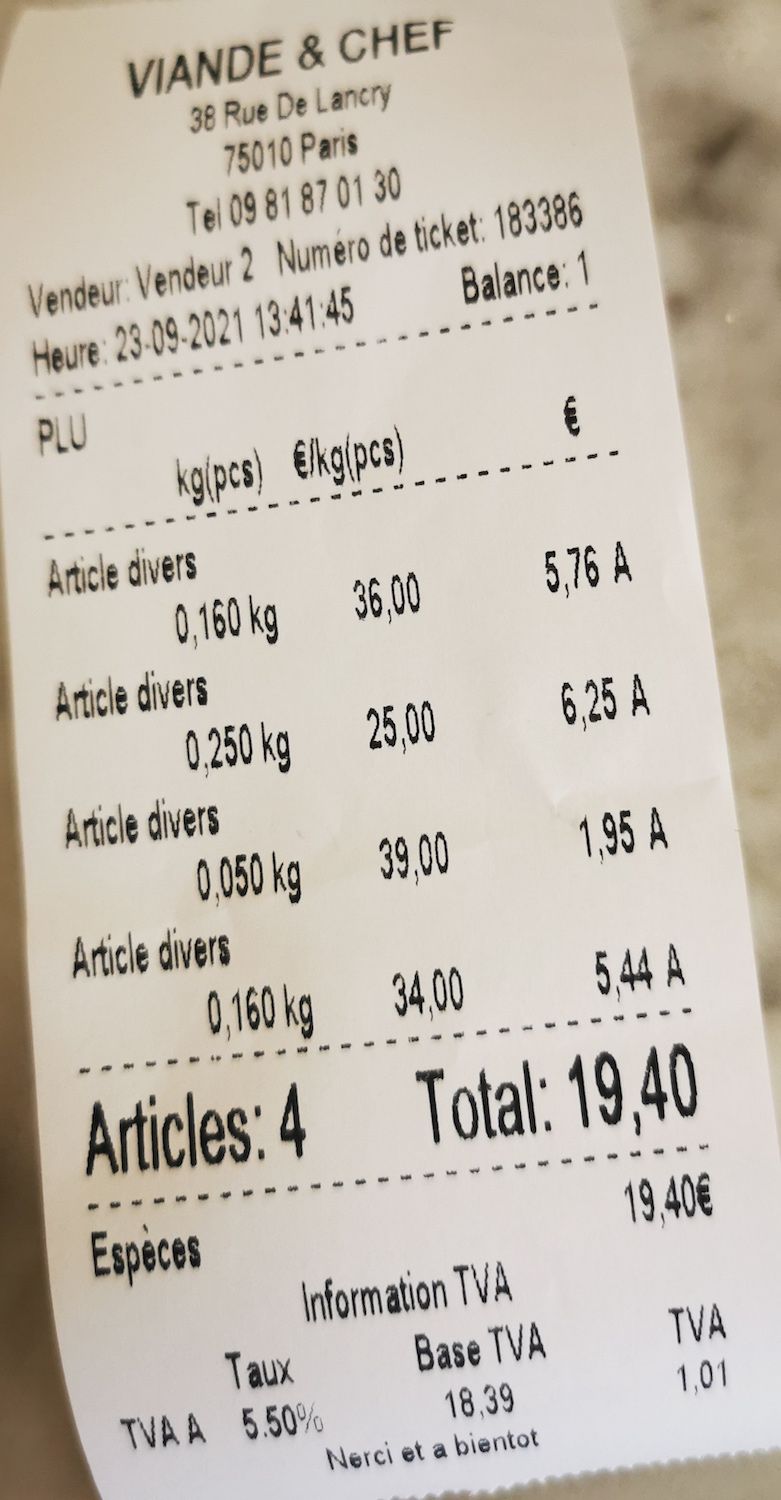 VIANDE & CHEF
38 Rue De Lancry
75010 Paris
Tel 09 81 87 01 30
Vendeur: Vendeur 2 Numéro de ticket: 183386
Heure: 23-09-2021 13:41:45 Balance: 1
PLU
kg(pcs) €/kg(pcs) €
Article divers
0,160 kg 36,00 5,76 A
Article divers
0,250 kg 25,00 6,25 A
Article divers
0,050 kg 39,00 1,95 A
Article divers
0,160 kg 34,00 5,44 A
Articles: 4 Total: 19,40
Espèces 19,40€
Information TVA
Taux Base TVA TVA
TVA A 5.50% 18,39 1,01
Nerci et a bientot